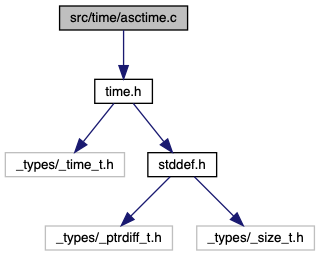 src/time/asctime.c
time.h
_types/_time_t.h
stddef.h
_types/_ptrdiff_t.h
_types/_size_t.h